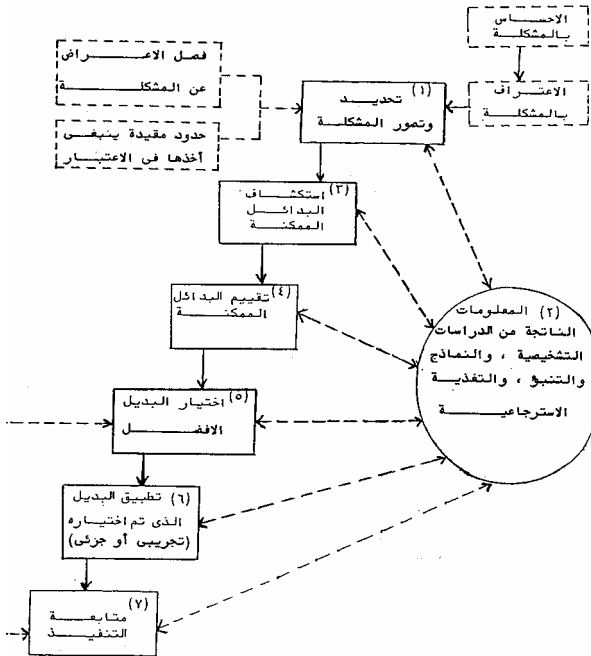 الاحساس
بالمشكلة
الاعتراف
بالمشكلة
فصل الاعراض
عن المشكلة
حدود مقيدة ينبغى
أخذها فى الاعتبار
(١) تحديد
وتصور المشكلة
(٢) المعلومات
الناتجة من الدراسات
التشخيصية ، والنماذج
والتنبؤ ، والتغذية
الاسترجاعية
(٣) استكشاف
البدائل
الممكنة
(٤) تقييم البدائل
الممكنة
(٥) اختيار البديل
الافضل
(٦) تطبيق البديل
الذى تم اختياره
(تجريبى أو جزئى)
(٧)
متابعة
التنفيذ